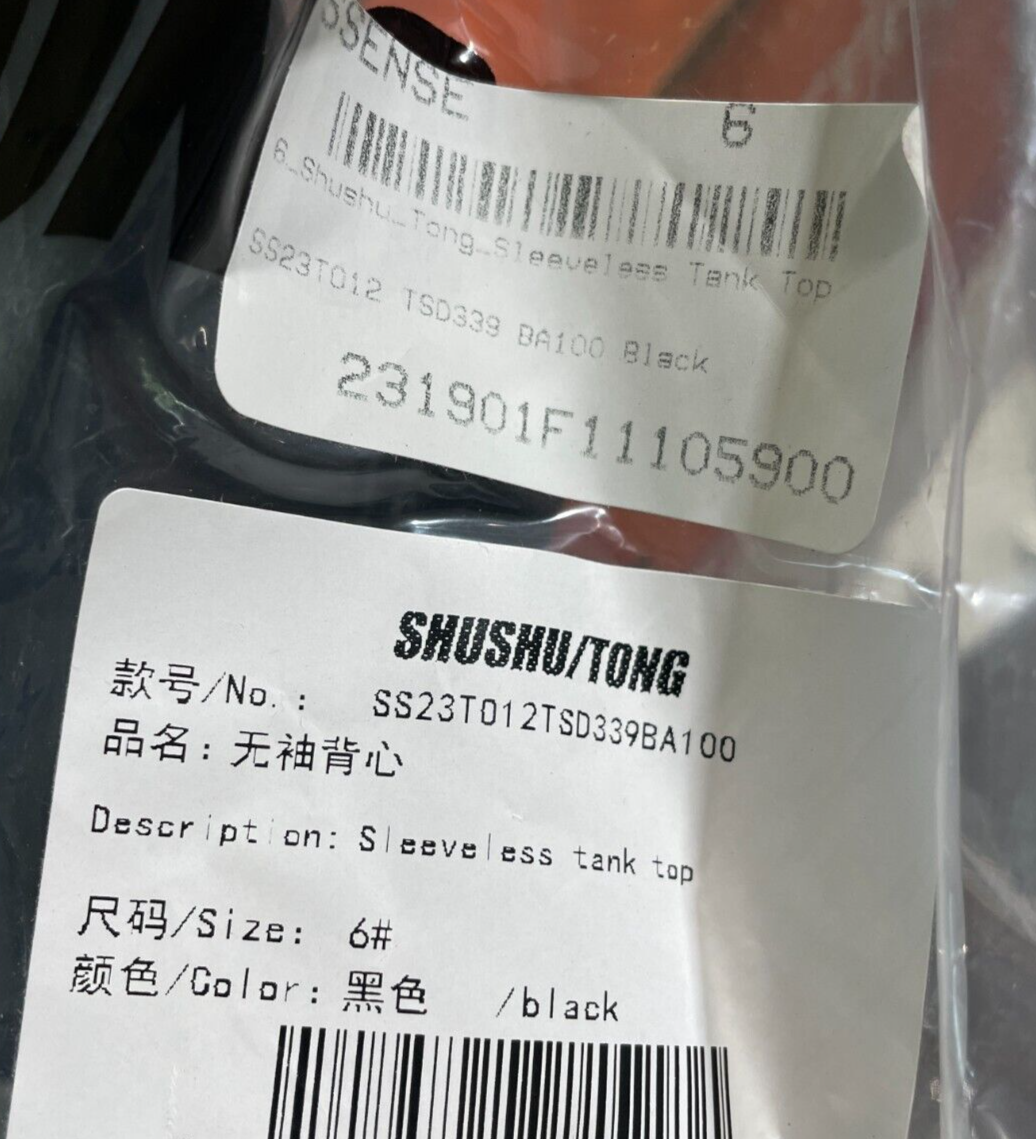 SSENSE
6
6_Shushu_Tong_Sleeveless Tank Top
SS23T012 TSD339 BA100 Black
231901F11105900
SHUSHU/TONG
款号/No.: SS23T012TSD339BA100
品名:无袖背心
Description: Sleeveless tank top
尺码/Size: 6#
颜色/Color:黑色 /black